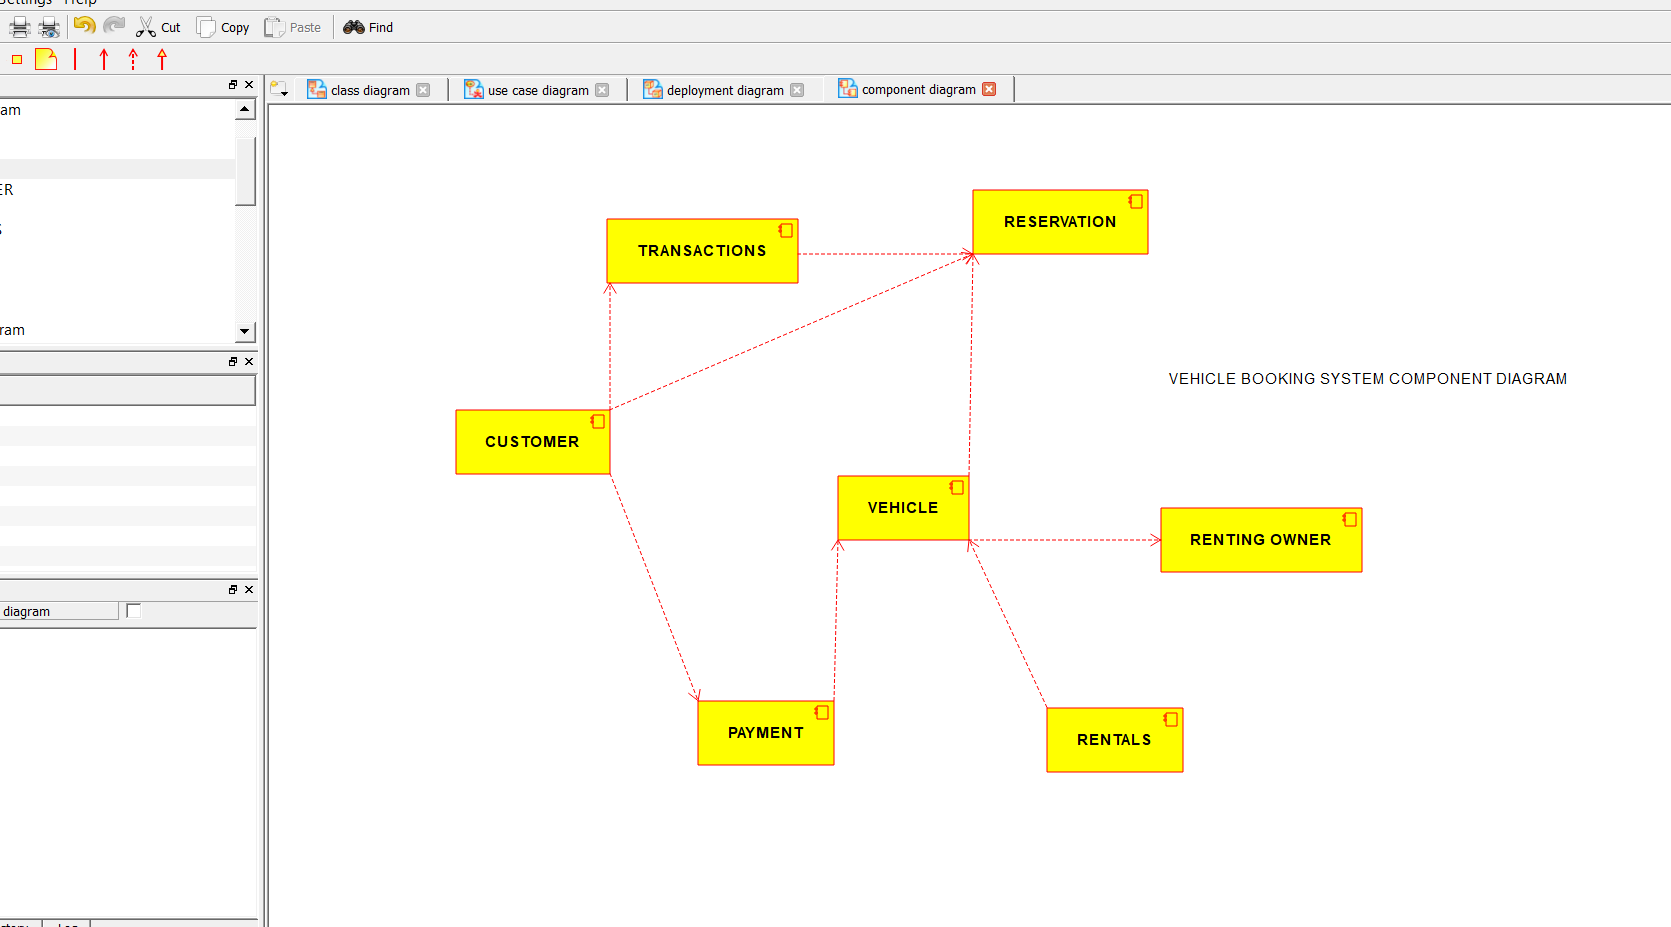 Settings Help
Cut Copy Paste Find
class diagram use case diagram deployment diagram component diagram
am
ER
ram
diagram
RESERVATION
TRANSACTIONS
VEHICLE BOOKING SYSTEM COMPONENT DIAGRAM
CUSTOMER
VEHICLE
RENTING OWNER
PAYMENT
RENTALS